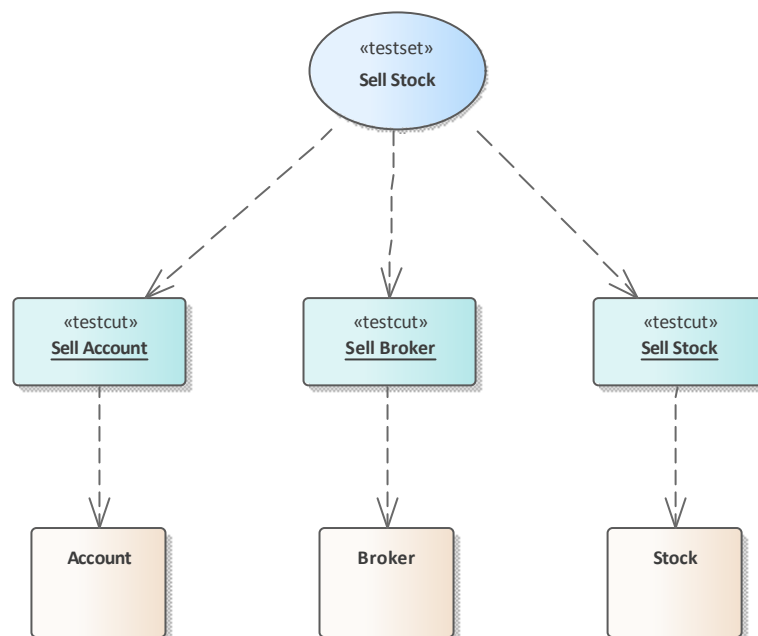 «testset»
Sell Stock
«testcut»
Sell Account
«testcut»
Sell Broker
«testcut»
Sell Stock
Account
Broker
Stock